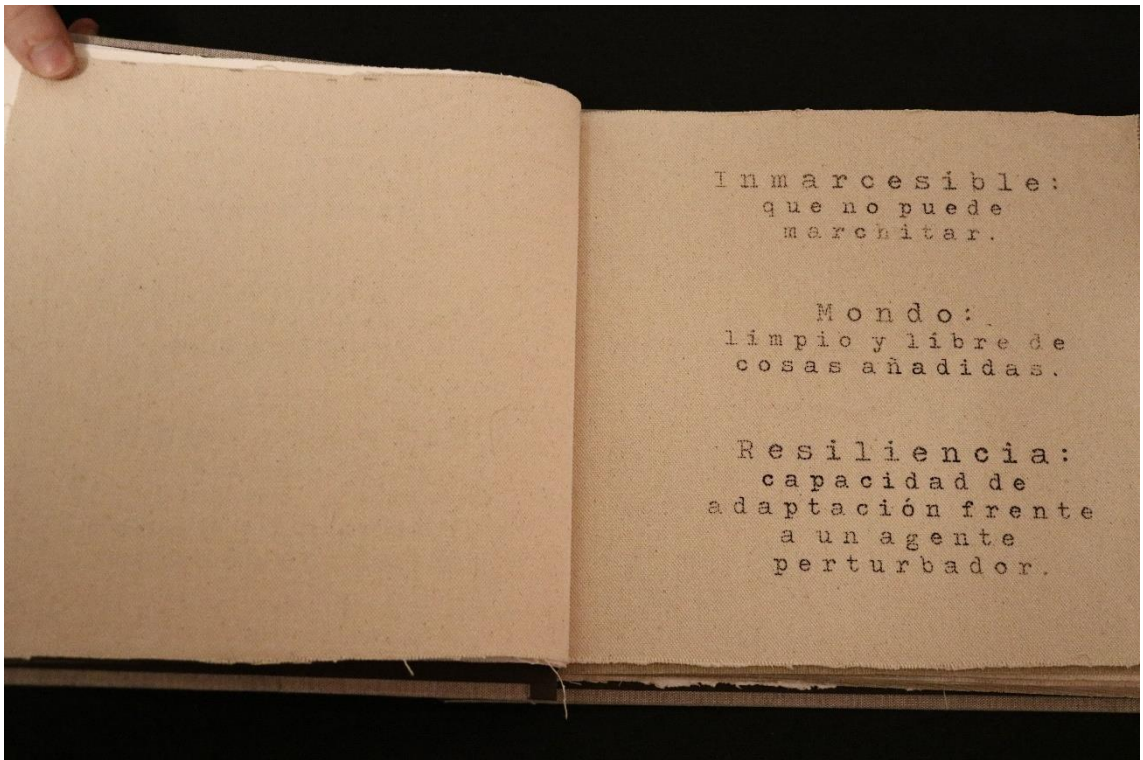 Inmarcesible:
que no puede
marchitar.
Mondo:
limpio y libre de
cosas añadidas.
Resiliencia:
capacidad de
adaptación frente
a un agente
perturbador.